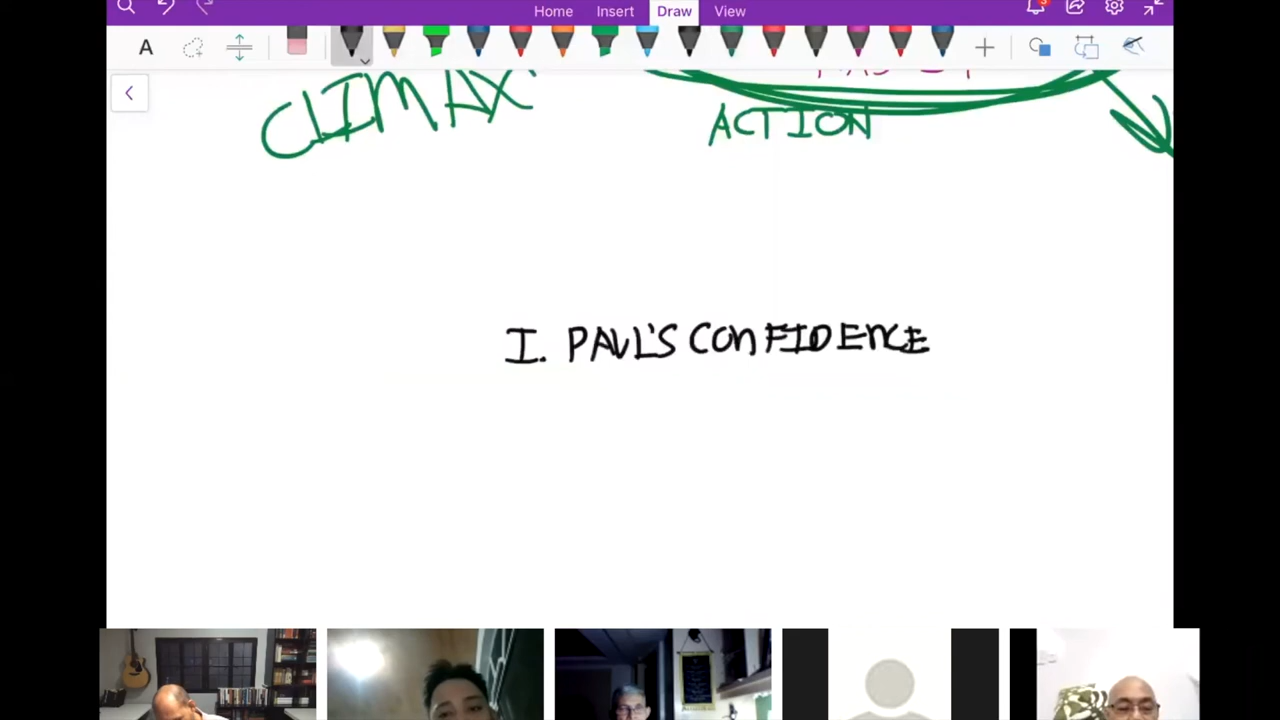 Home Insert Draw View
A
CLIMAX
ACTION
I. PAUL'S CONFIDENCE